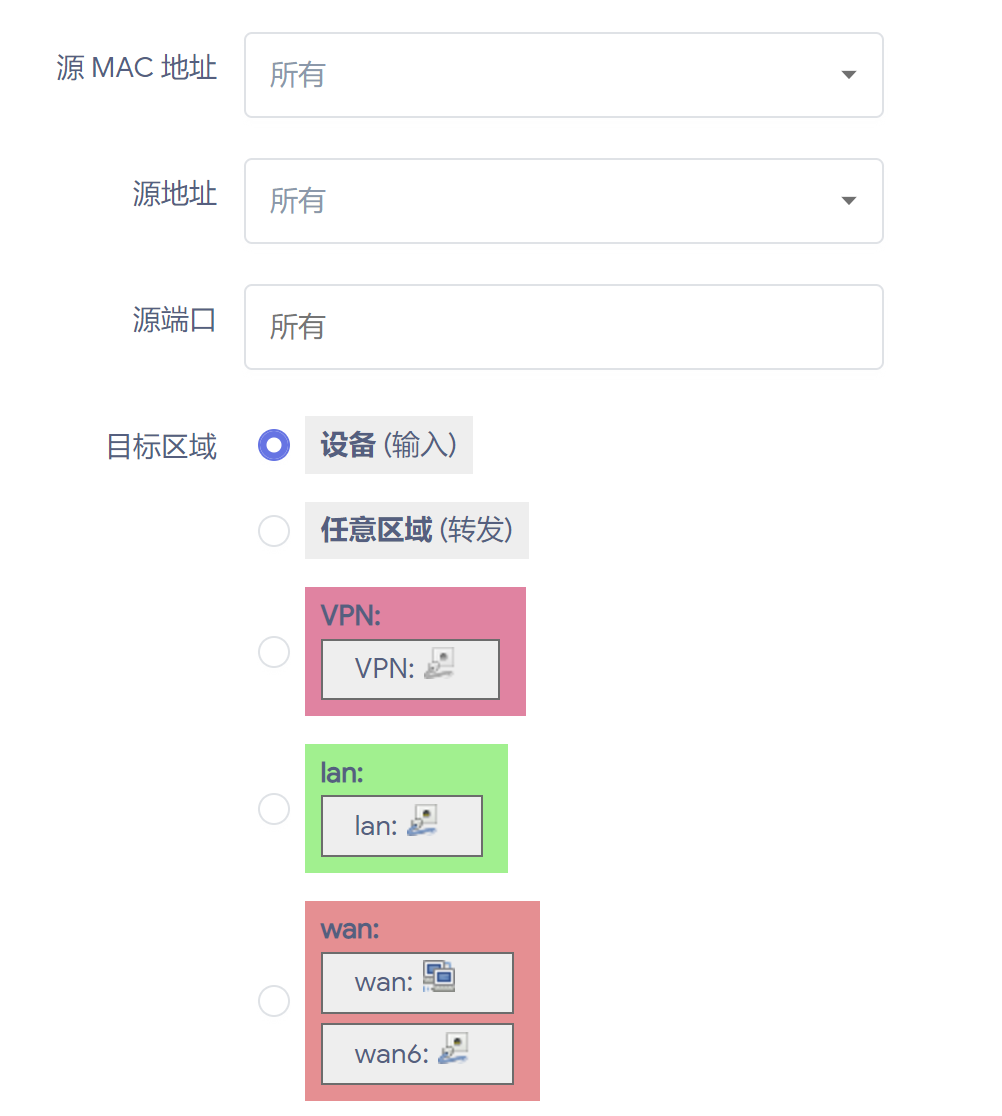 源 MAC 地址 所有
源地址 所有
源端口 所有
目标区域 设备 (输入)
任意区域 (转发)
VPN:
VPN:
lan:
lan:
wan:
wan:
wan6: